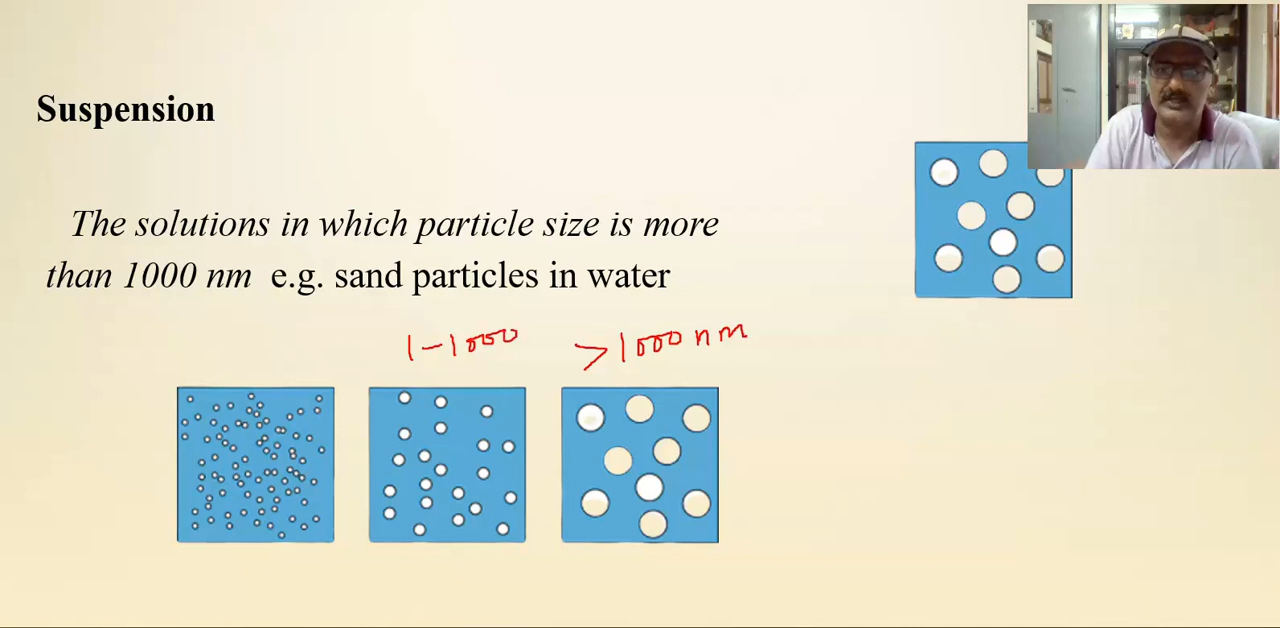 Suspension
The solutions in which particle size is more
than 1000 nm e.g. sand particles in water
1-1000
>1000 nm